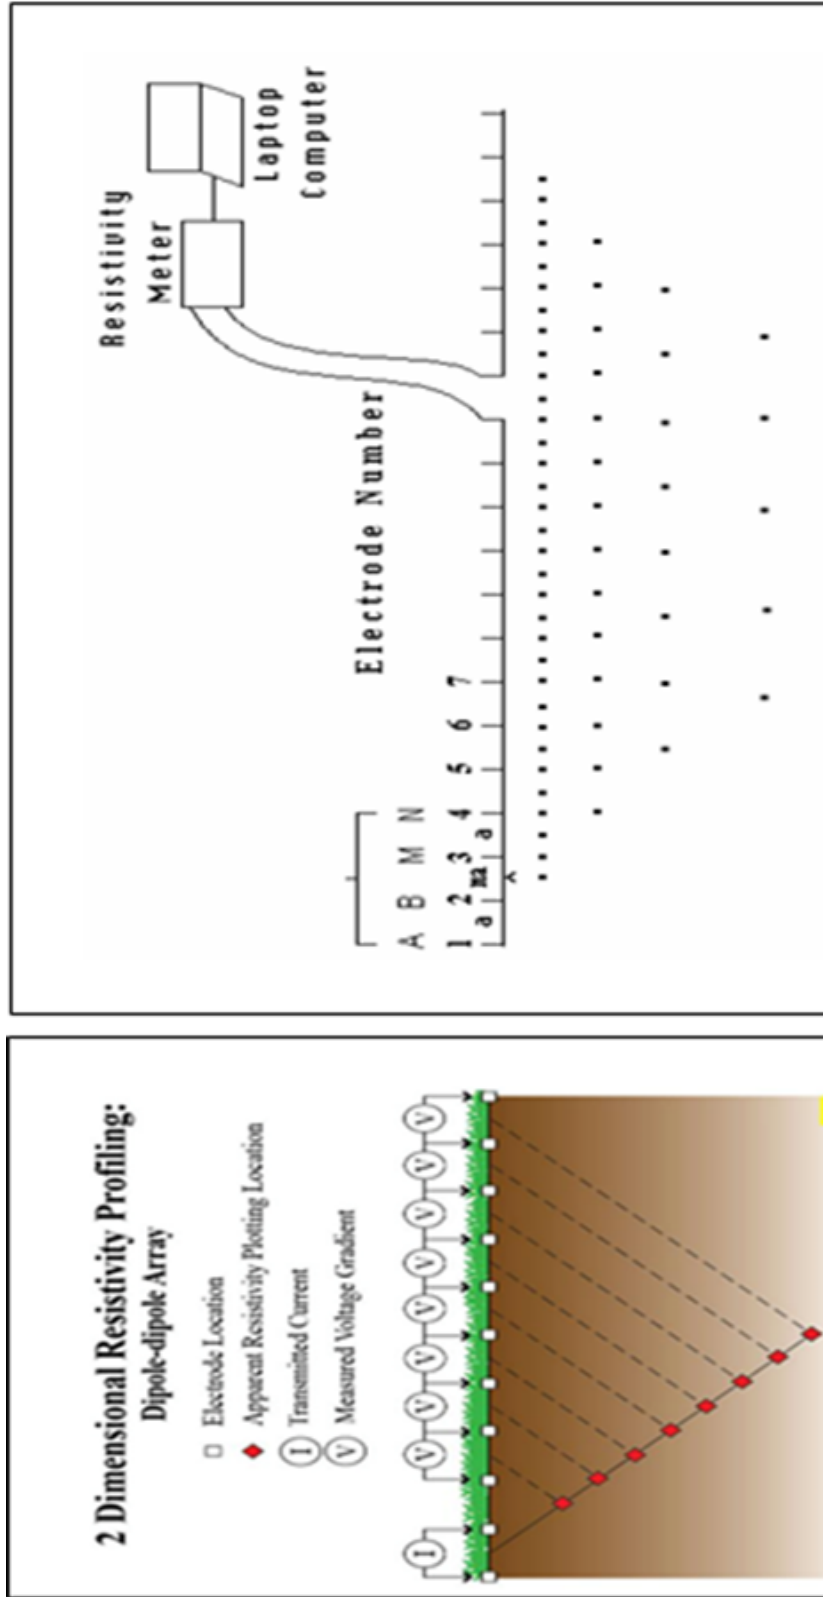 Resistivity
Meter
Laptop
Computer
Electrode Number
A B M N
1 2 3 4 5 6 7
a na a
2 Dimensional Resistivity Profiling:
Dipole-dipole Array
Electrode Location
Apparent Resistivity Plotting Location
I Transmitted Current
V Measured Voltage Gradient
I V V V V V V V V